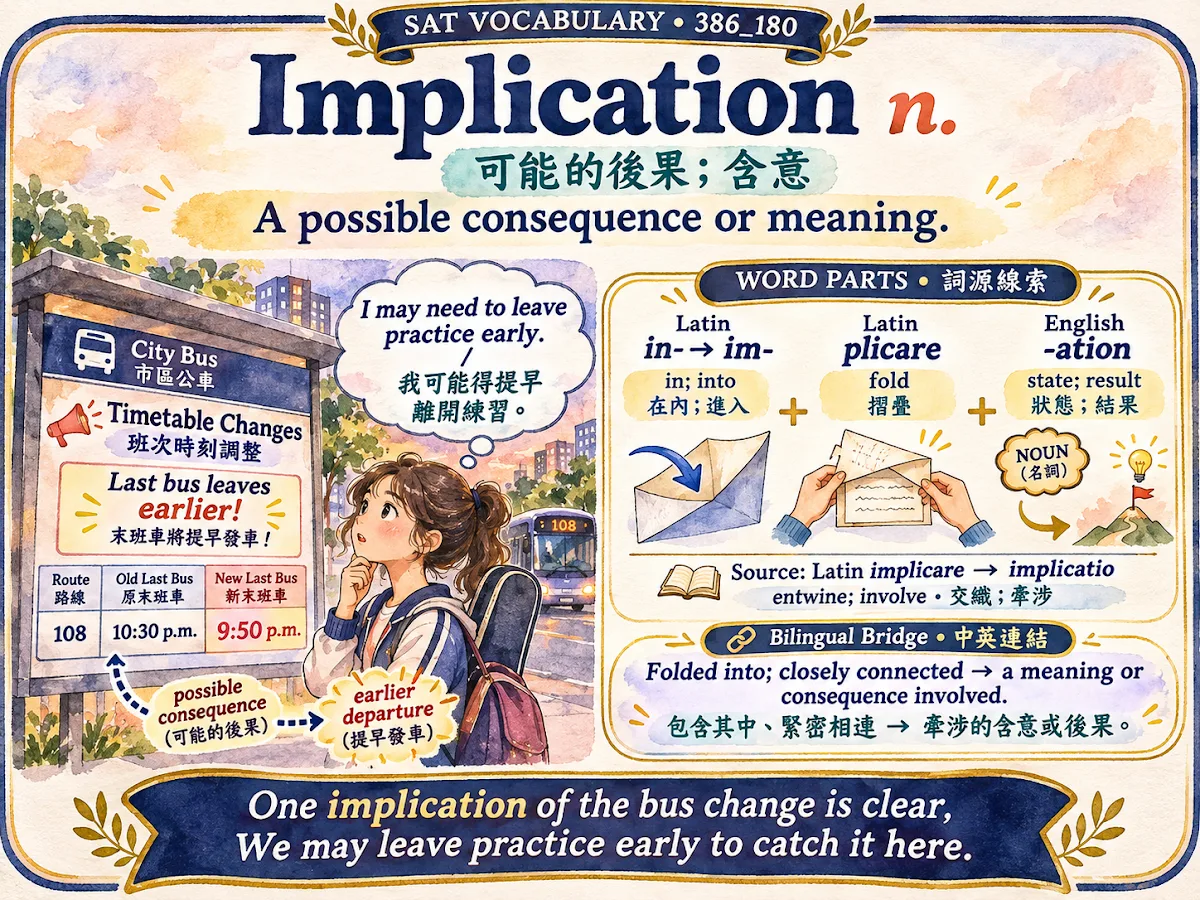 SAT VOCABULARY • 386_180
Implication n.
可能的後果；含意
A possible consequence or meaning.
City Bus
市區公車
Timetable Changes
班次時刻調整
Last bus leaves
earlier!
末班車將提早發車！
Route
路線
Old Last Bus
原末班車
New Last Bus
新末班車
108
10:30 p.m.
9:50 p.m.
possible
consequence
(可能的後果)
earlier
departure
(提早發車)
I may need to leave
practice early.
/
我可能得提早
離開練習。
108
WORD PARTS • 詞源線索
Latin
in- → im-
in; into
在內；進入
+
Latin
plicare
fold
摺疊
+
English
-ation
state; result
狀態；結果
NOUN
(名詞)
Source: Latin implicare → implicatio
entwine; involve • 交織；牽涉
Bilingual Bridge • 中英連結
Folded into; closely connected → a meaning or
consequence involved.
包含其中、緊密相連 → 牽涉的含意或後果。
One implication of the bus change is clear,
We may leave practice early to catch it here.